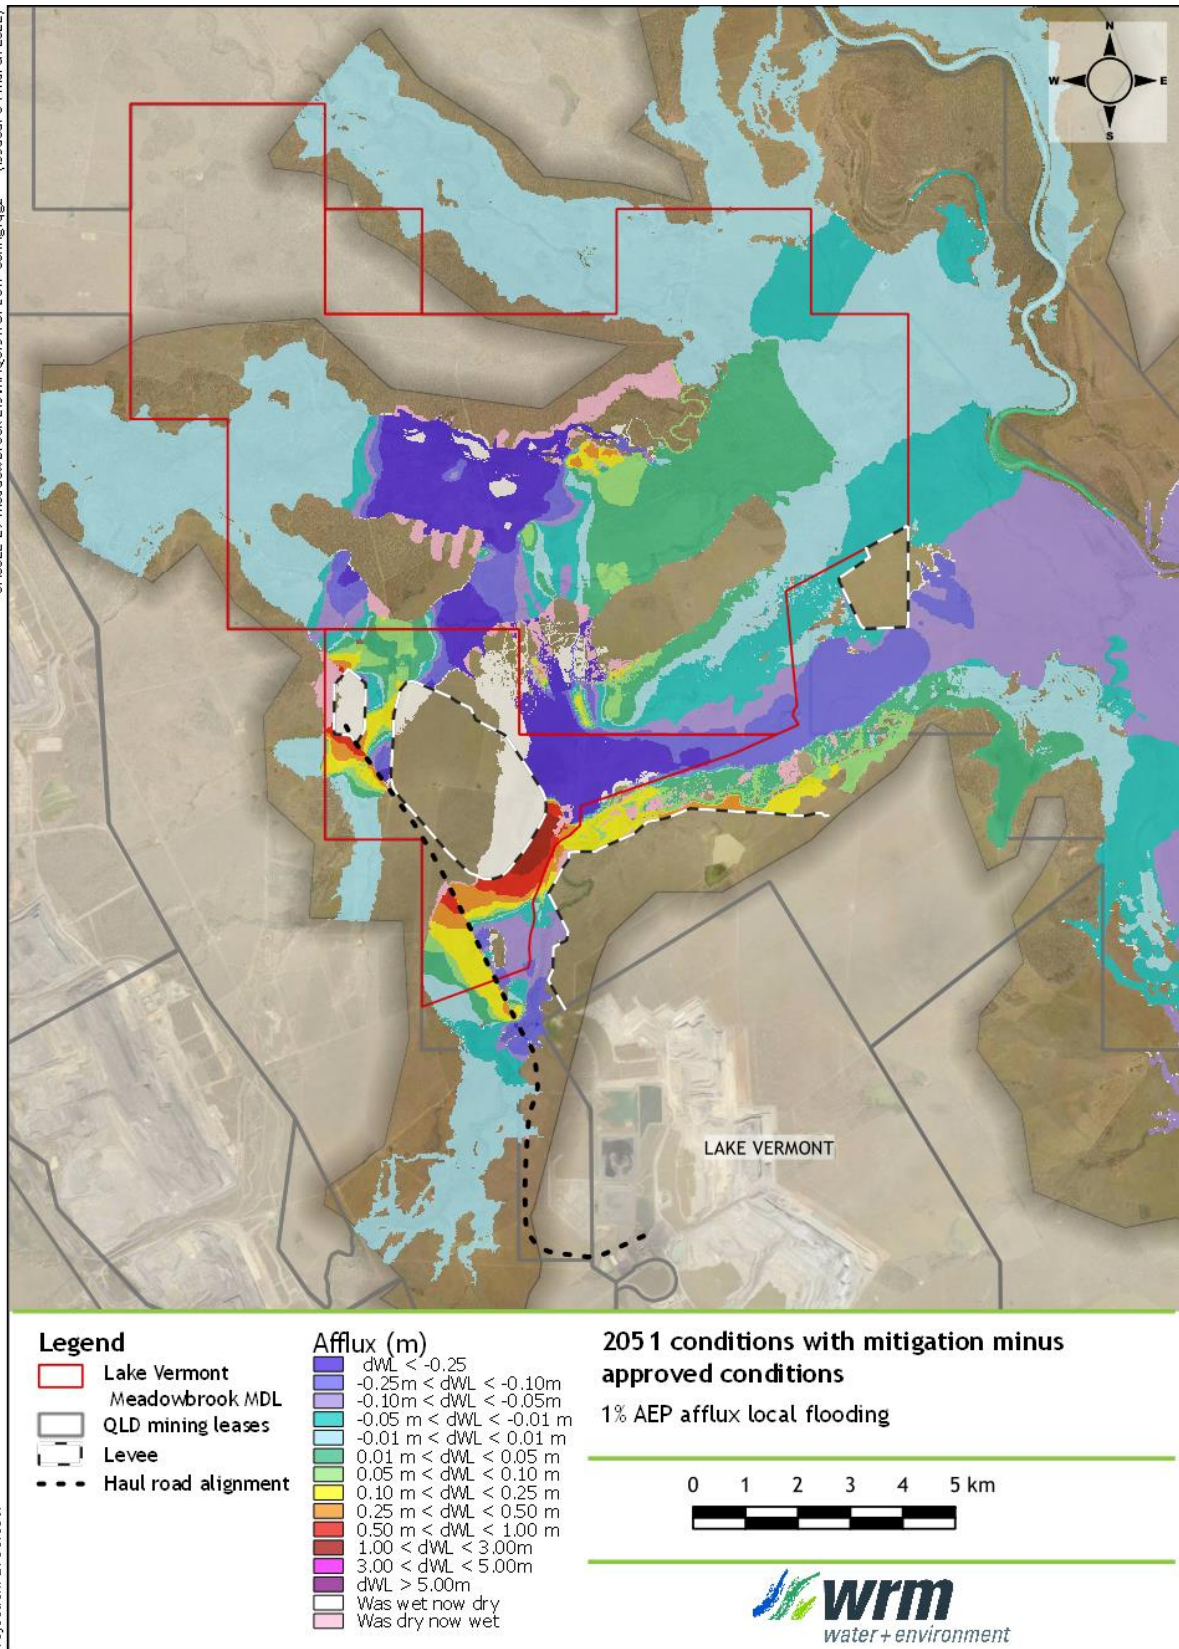 N
W
E
S
LAKE VERMONT
Legend
Lake Vermont
Meadowbrook MDL
QLD mining leases
Levee
Haul road alignment
Afflux (m)
dWL < -0.25
-0.25m < dWL < -0.10m
-0.10m < dWL < -0.05m
-0.05 m < dWL < -0.01 m
-0.01 m < dWL < 0.01 m
0.01 m < dWL < 0.05 m
0.05 m < dWL < 0.10 m
0.10 m < dWL < 0.25 m
0.25 m < dWL < 0.50 m
0.50 m < dWL < 1.00 m
1.00 < dWL < 3.00m
3.00 < dWL < 5.00m
dWL > 5.00m
Was wet now dry
Was dry now wet
2051 conditions with mitigation minus
approved conditions
1% AEP afflux local flooding
0 1 2 3 4 5 km
wrm
water+environment